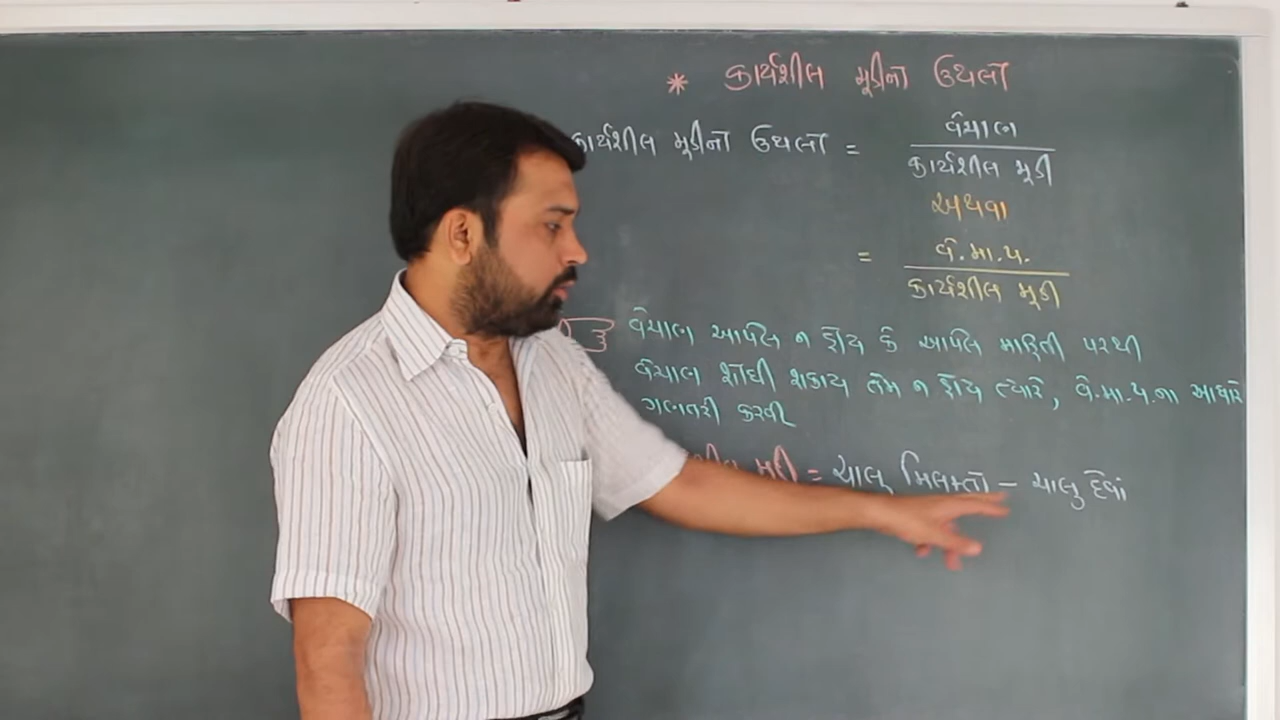 * કાર્યશીલ મૂડીનો ઉથલો
કાર્યશીલ મૂડીનો ઉથલો = વેચાણ
કાર્યશીલ મૂડી
અથવા
= વે.મા.પ.
કાર્યશીલ મૂડી
વેચાણ આપેલ ન હોય કે આપેલ માહિતી પરથી
વેચાણ શોધી શકાય તેમ ન હોય ત્યારે, વે.મા.પ.ના આધારે
ગણતરી કરવી
મૂડી = ચાલુ મિલકતો - ચાલુ દેવાં